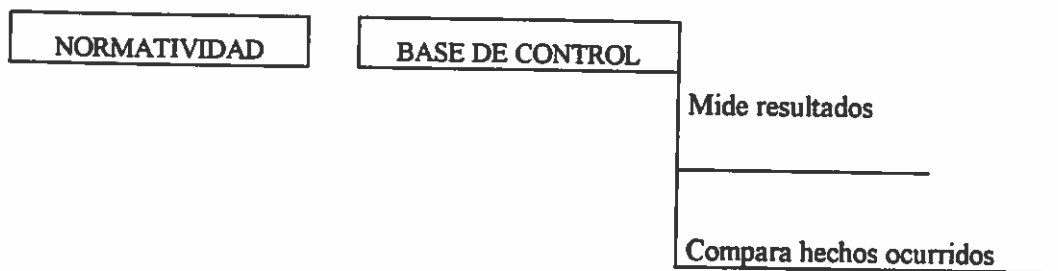 NORMATIVIDAD
BASE DE CONTROL
Mide resultados
Compara hechos ocurridos